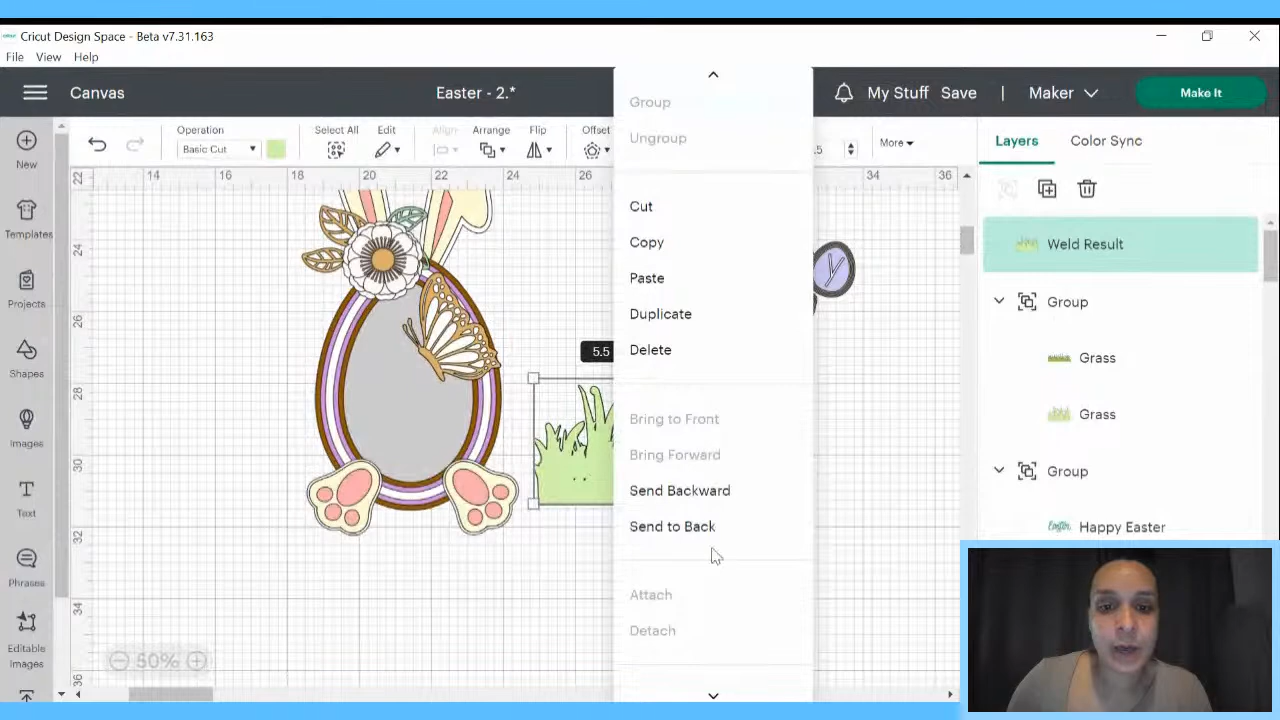 Cricut Design Space - Beta v7.31.163
File View Help
Canvas
Easter - 2.*
My Stuff Save | Maker
Make It
New
Templates
Projects
Shapes
Images
Text
Phrases
Editable
Images
Operation
Basic Cut
Select All
Edit
Align
Arrange
Flip
Offset
.5
More
14 16 18 20 22 24 26 34 36
22
24
26
28
30
32
34
36
y
5.5
50%
Group
Ungroup
Cut
Copy
Paste
Duplicate
Delete
Bring to Front
Bring Forward
Send Backward
Send to Back
Attach
Detach
Layers
Color Sync
Weld Result
Group
Grass
Grass
Group
Happy Easter